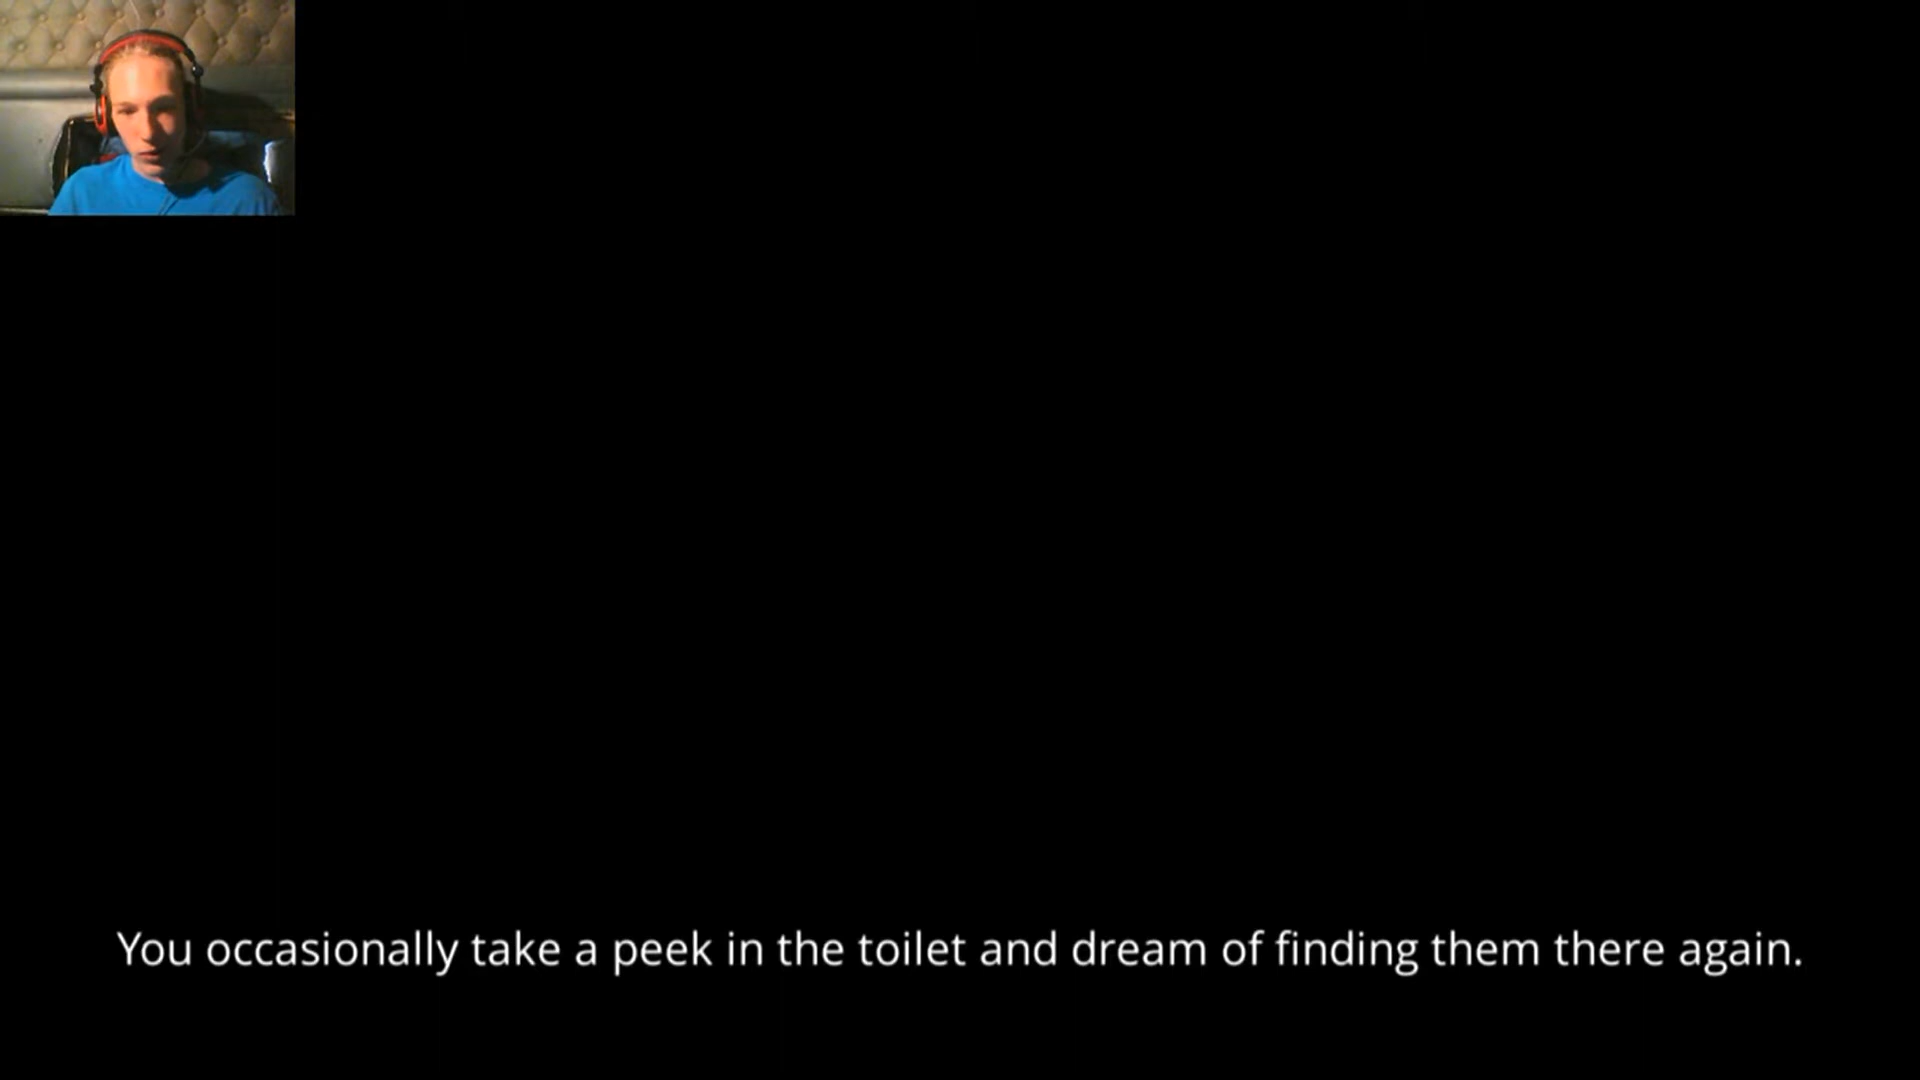 You occasionally take a peek in the toilet and dream of finding them there again.